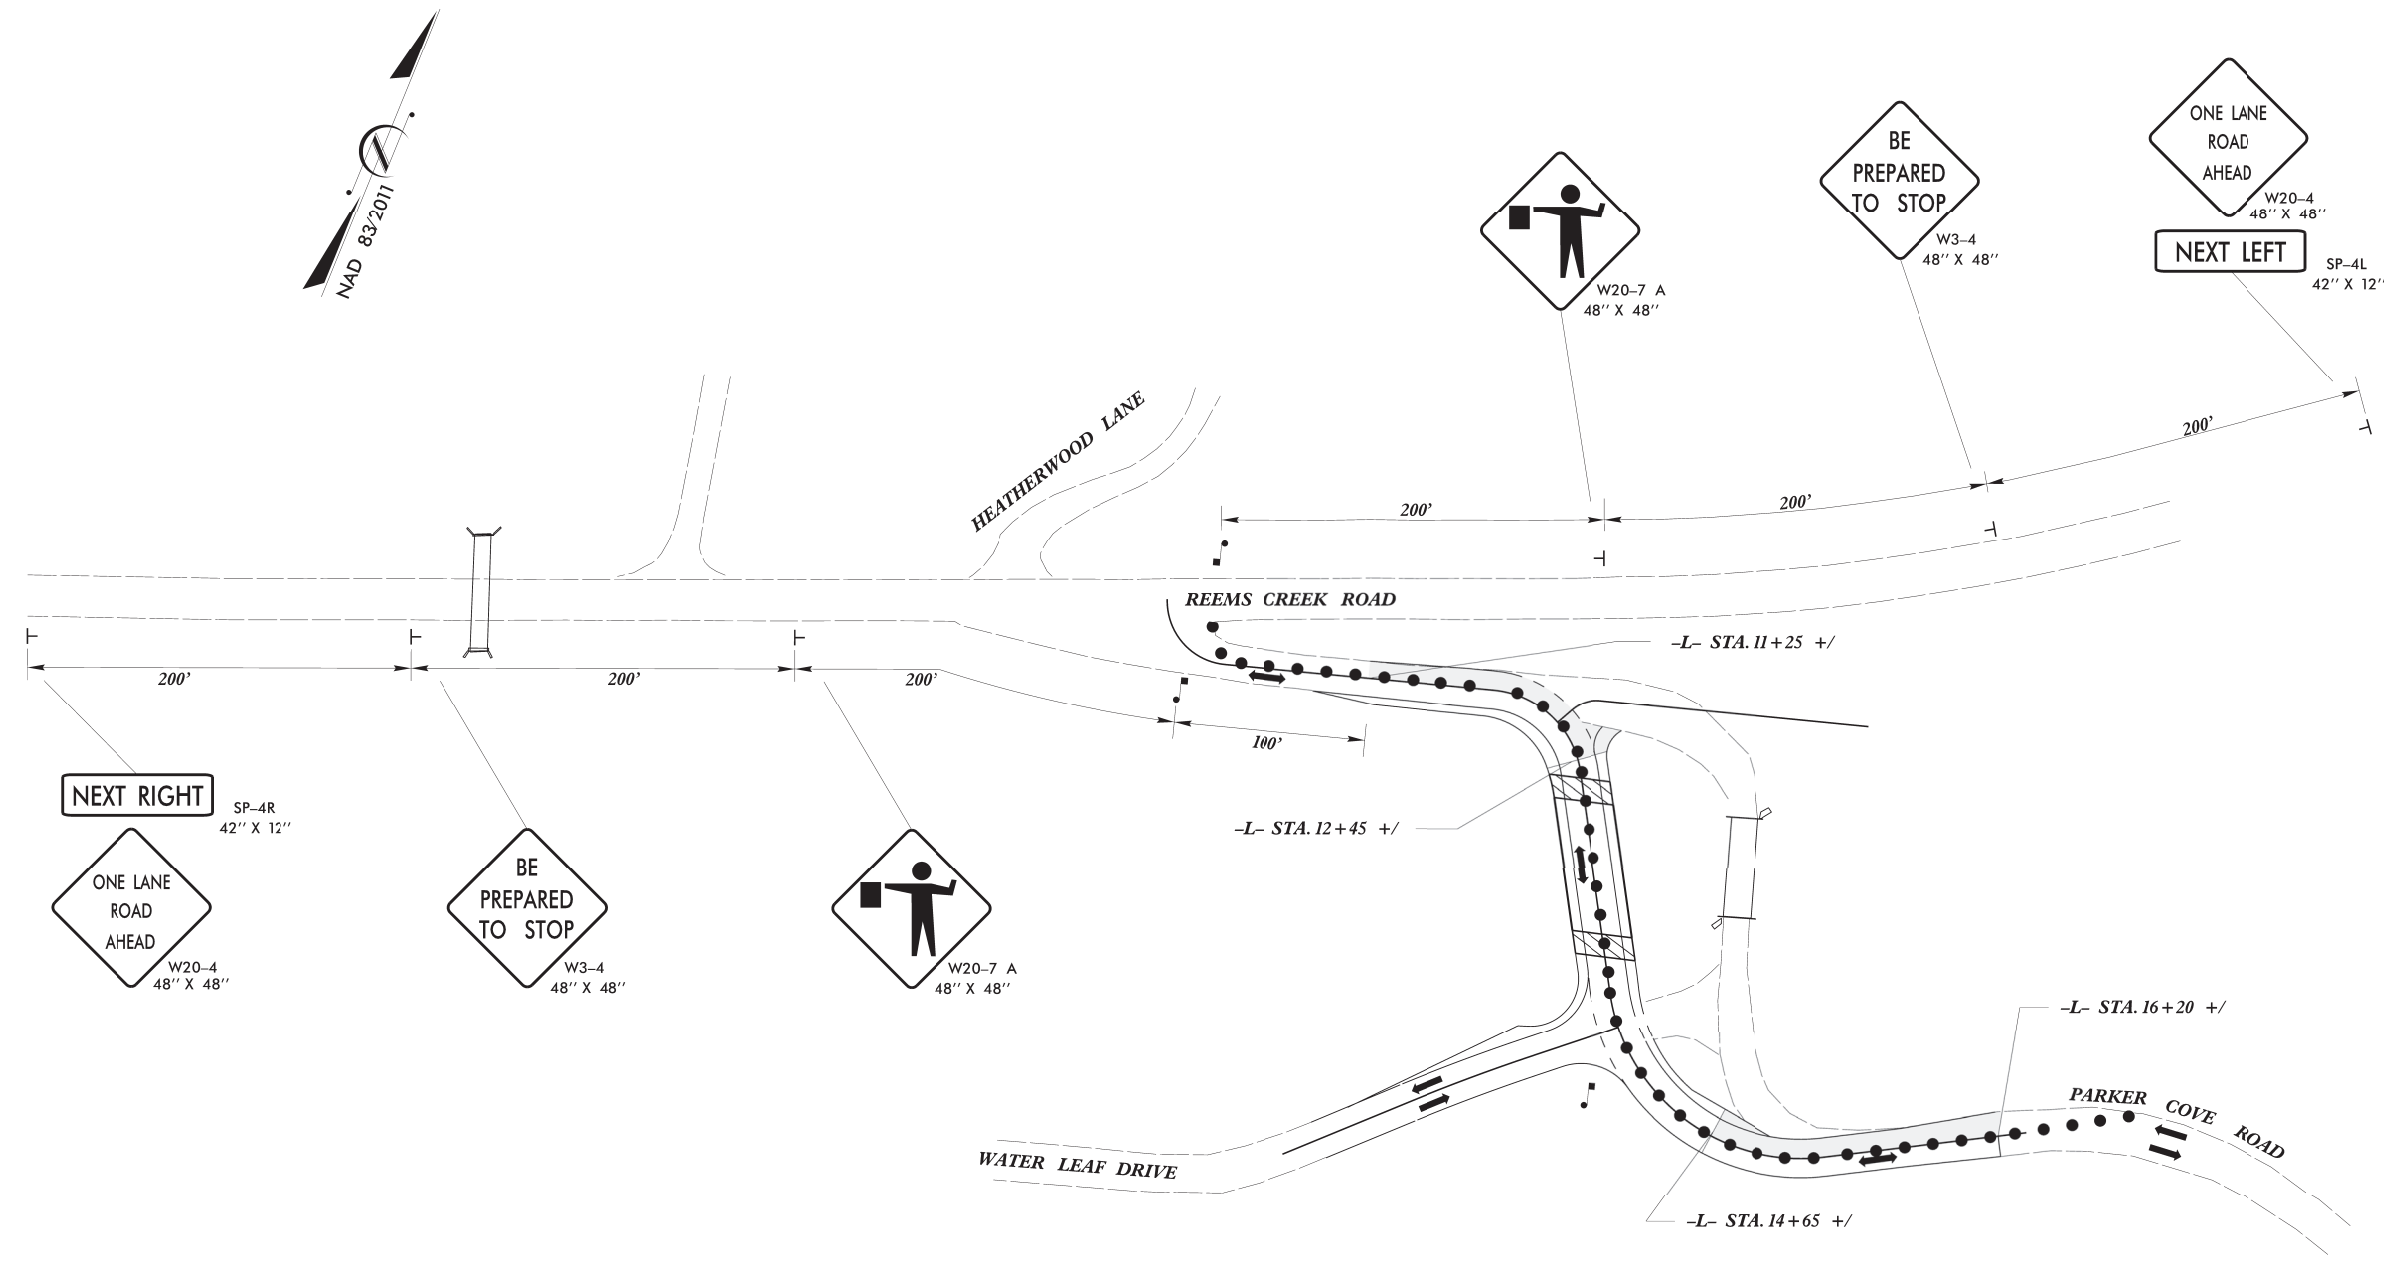 NAD 83/2011
ONE LANE
ROAD
AHEAD
W20-4
48'' X 48''
NEXT LEFT
SP-4L
42'' X 12''
BE
PREPARED
TO STOP
W3-4
48'' X 48''
W20-7 A
48'' X 48''
HEATHERWOOD LANE
200'
200'
200'
REEMS CREEK ROAD
-L- STA. 11+25 +/
200'
200'
200'
100'
NEXT RIGHT
SP-4R
42'' X 12''
ONE LANE
ROAD
AHEAD
W20-4
48'' X 48''
BE
PREPARED
TO STOP
W3-4
48'' X 48''
W20-7 A
48'' X 48''
-L- STA. 12+45 +/
-L- STA. 16+20 +/
PARKER COVE ROAD
WATER LEAF DRIVE
-L- STA. 14+65 +/